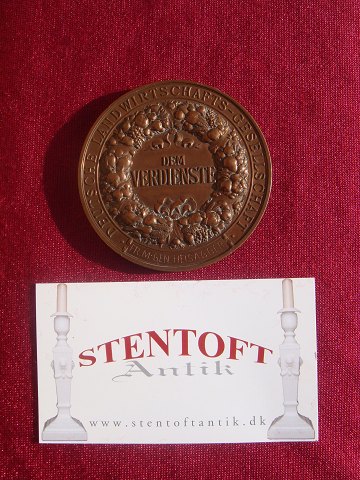 DEUTSCHE LANDWIRTSCHAFTS-GESELLSCHAFT
DEM
VERDIENSTE
STENTOFT
Antik
www.stentoftantik.dk